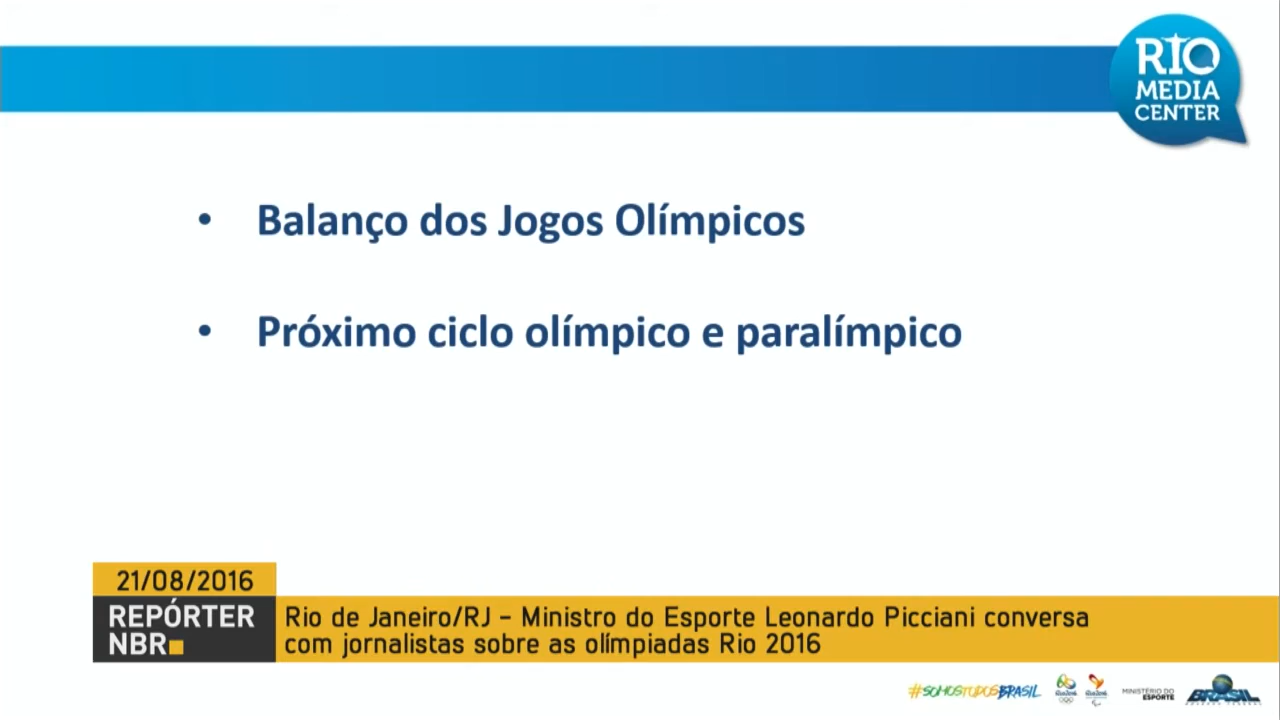 RIO
MEDIA
CENTER
• Balanço dos Jogos Olímpicos
• Próximo ciclo olímpico e paralímpico
21/08/2016
REPÓRTER
NBR
Rio de Janeiro/RJ - Ministro do Esporte Leonardo Picciani conversa
com jornalistas sobre as olímpiadas Rio 2016
#SOMOSTODOSBRASIL
MINISTÉRIO DO
ESPORTE
BRASIL